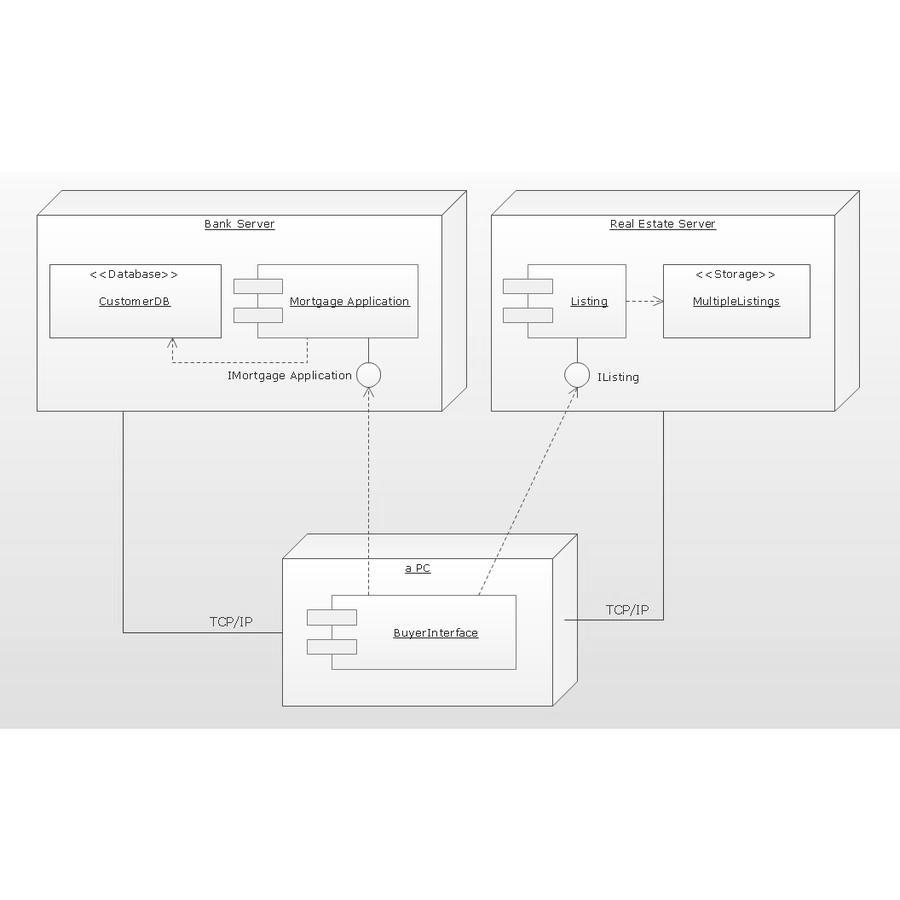 Bank Server
Real Estate Server
<<Database>>
CustomerDB
Mortgage Application
Listing
<<Storage>>
MultipleListings
IMortgage Application
IListing
a PC
TCP/IP
TCP/IP
BuyerInterface